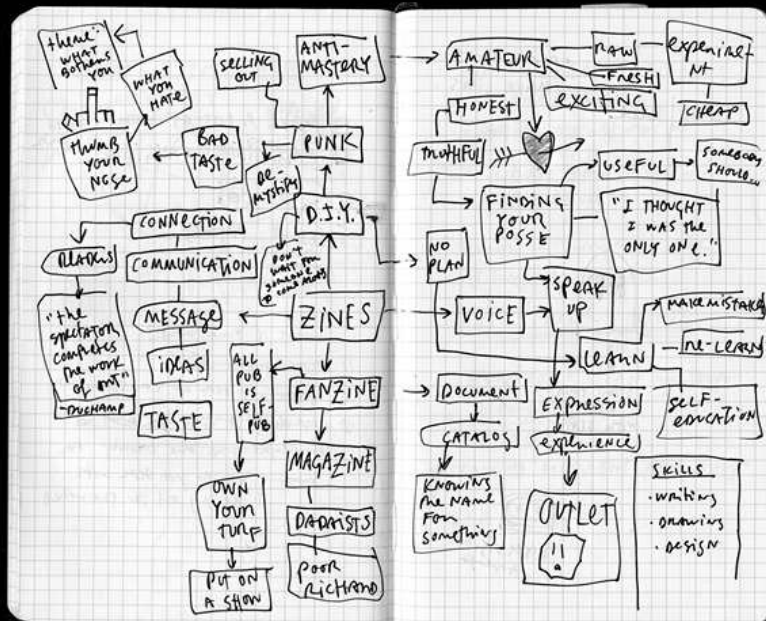 theme:
WHAT
BOTHERS
YOU
WHAT
YOU
HATE
THUMB
YOUR
NOSE
BAD
TASTE
SELLING
OUT
ANTI-
MASTERY
PUNK
DE-
MYSTIFY
D.I.Y.
DON'T
WAIT FOR
SOMEONE
TO COME ALONG
CONNECTION
READERS
COMMUNICATION
"the
spectator
completes
the work
of art"
-DUCHAMP
MESSAGE
IDEAS
TASTE
ZINES
ALL
PUB
IS
SELF-
PUB
FANZINE
MAGAZINE
DADAISTS
POOR
RICHARD
OWN
YOUR
TURF
PUT ON
A SHOW
AMATEUR
RAW
experiment
FRESH
EXCITING
CHEAP
HONEST
TRUTHFUL
USEFUL
SOMEBODY
SHOULD...
FINDING
YOUR
POSSE
"I THOUGHT
I WAS THE
ONLY ONE."
NO
PLAN
SPEAK
UP
VOICE
MAKE MISTAKES
LEARN
RE-LEARN
SELF-
EDUCATION
DOCUMENT
CATALOG
KNOWING
THE NAME
FOR
SOMETHING
EXPRESSION
EXPERIENCE
OUTLET
SKILLS
• WRITING
• DRAWING
• DESIGN